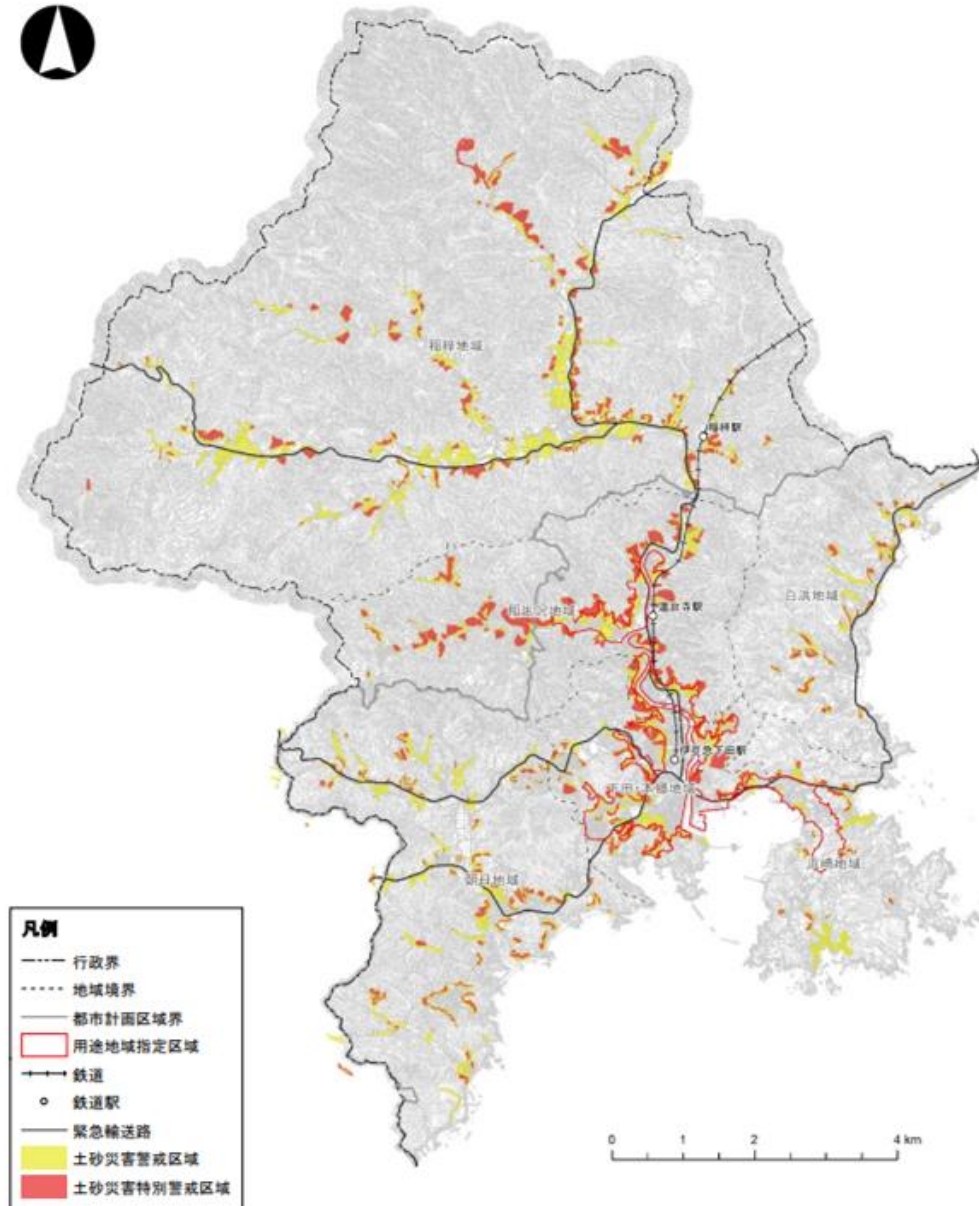 稲梓地域
稲梓駅
白浜地域
稲生沢地域
蓮台寺駅
伊豆急下田駅
下田・本郷地域
須崎地域
朝日地域
凡例
行政界
地域境界
都市計画区域界
用途地域指定区域
鉄道
鉄道駅
緊急輸送路
土砂災害警戒区域
土砂災害特別警戒区域
0 1 2 4 km